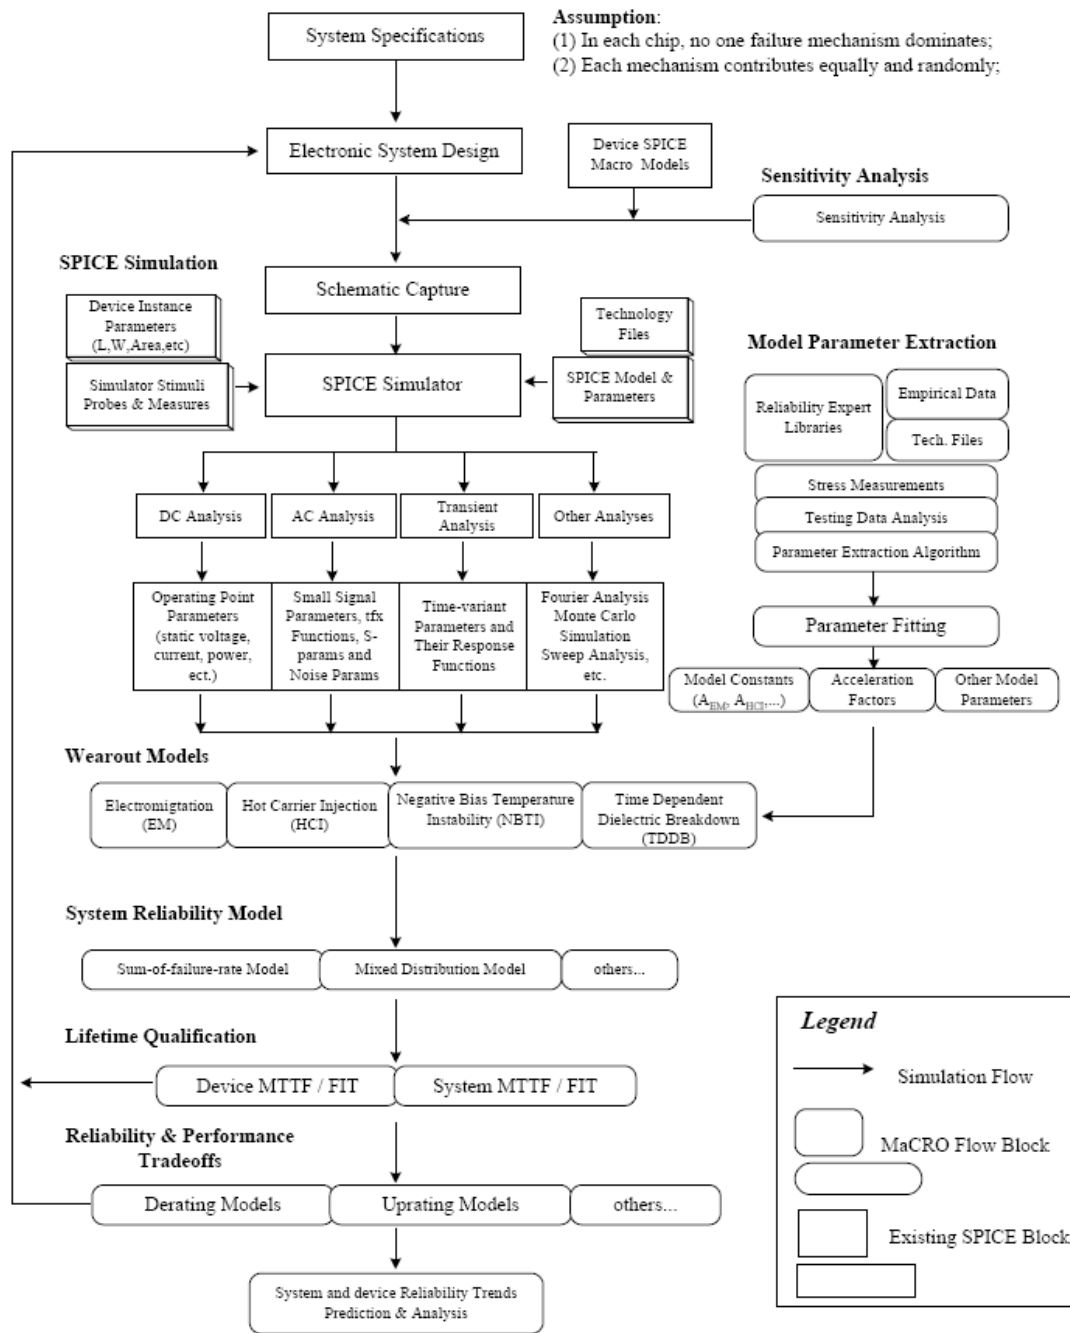 System Specifications
Assumption:
(1) In each chip, no one failure mechanism dominates;
(2) Each mechanism contributes equally and randomly;
Electronic System Design
Device SPICE
Macro Models
Sensitivity Analysis
Sensitivity Analysis
SPICE Simulation
Schematic Capture
Device Instance
Parameters
(L,W,Area,etc)
Technology
Files
Model Parameter Extraction
Simulator Stimuli
Probes & Measures
SPICE Simulator
SPICE Model &
Parameters
Reliability Expert
Libraries
Empirical Data
Tech. Files
Stress Measurements
Testing Data Analysis
Parameter Extraction Algorithm
DC Analysis
AC Analysis
Transient
Analysis
Other Analyses
Operating Point
Parameters
(static voltage,
current, power,
ect.)
Small Signal
Parameters, tfx
Functions, S-
params and
Noise Params
Time-variant
Parameters and
Their Response
Functions
Fourier Analysis
Monte Carlo
Simulation
Sweep Analysis,
etc.
Parameter Fitting
Model Constants
(AEM, AHCI,...)
Acceleration
Factors
Other Model
Parameters
Wearout Models
Electromigtation
(EM)
Hot Carrier Injection
(HCI)
Negative Bias Temperature
Instability (NBTI)
Time Dependent
Dielectric Breakdown
(TDDB)
System Reliability Model
Sum-of-failure-rate Model
Mixed Distribution Model
others...
Lifetime Qualification
Device MTTF / FIT
System MTTF / FIT
Reliability & Performance
Tradeoffs
Derating Models
Uprating Models
others...
System and device Reliability Trends
Prediction & Analysis
Legend
Simulation Flow
MaCRO Flow Block
Existing SPICE Block